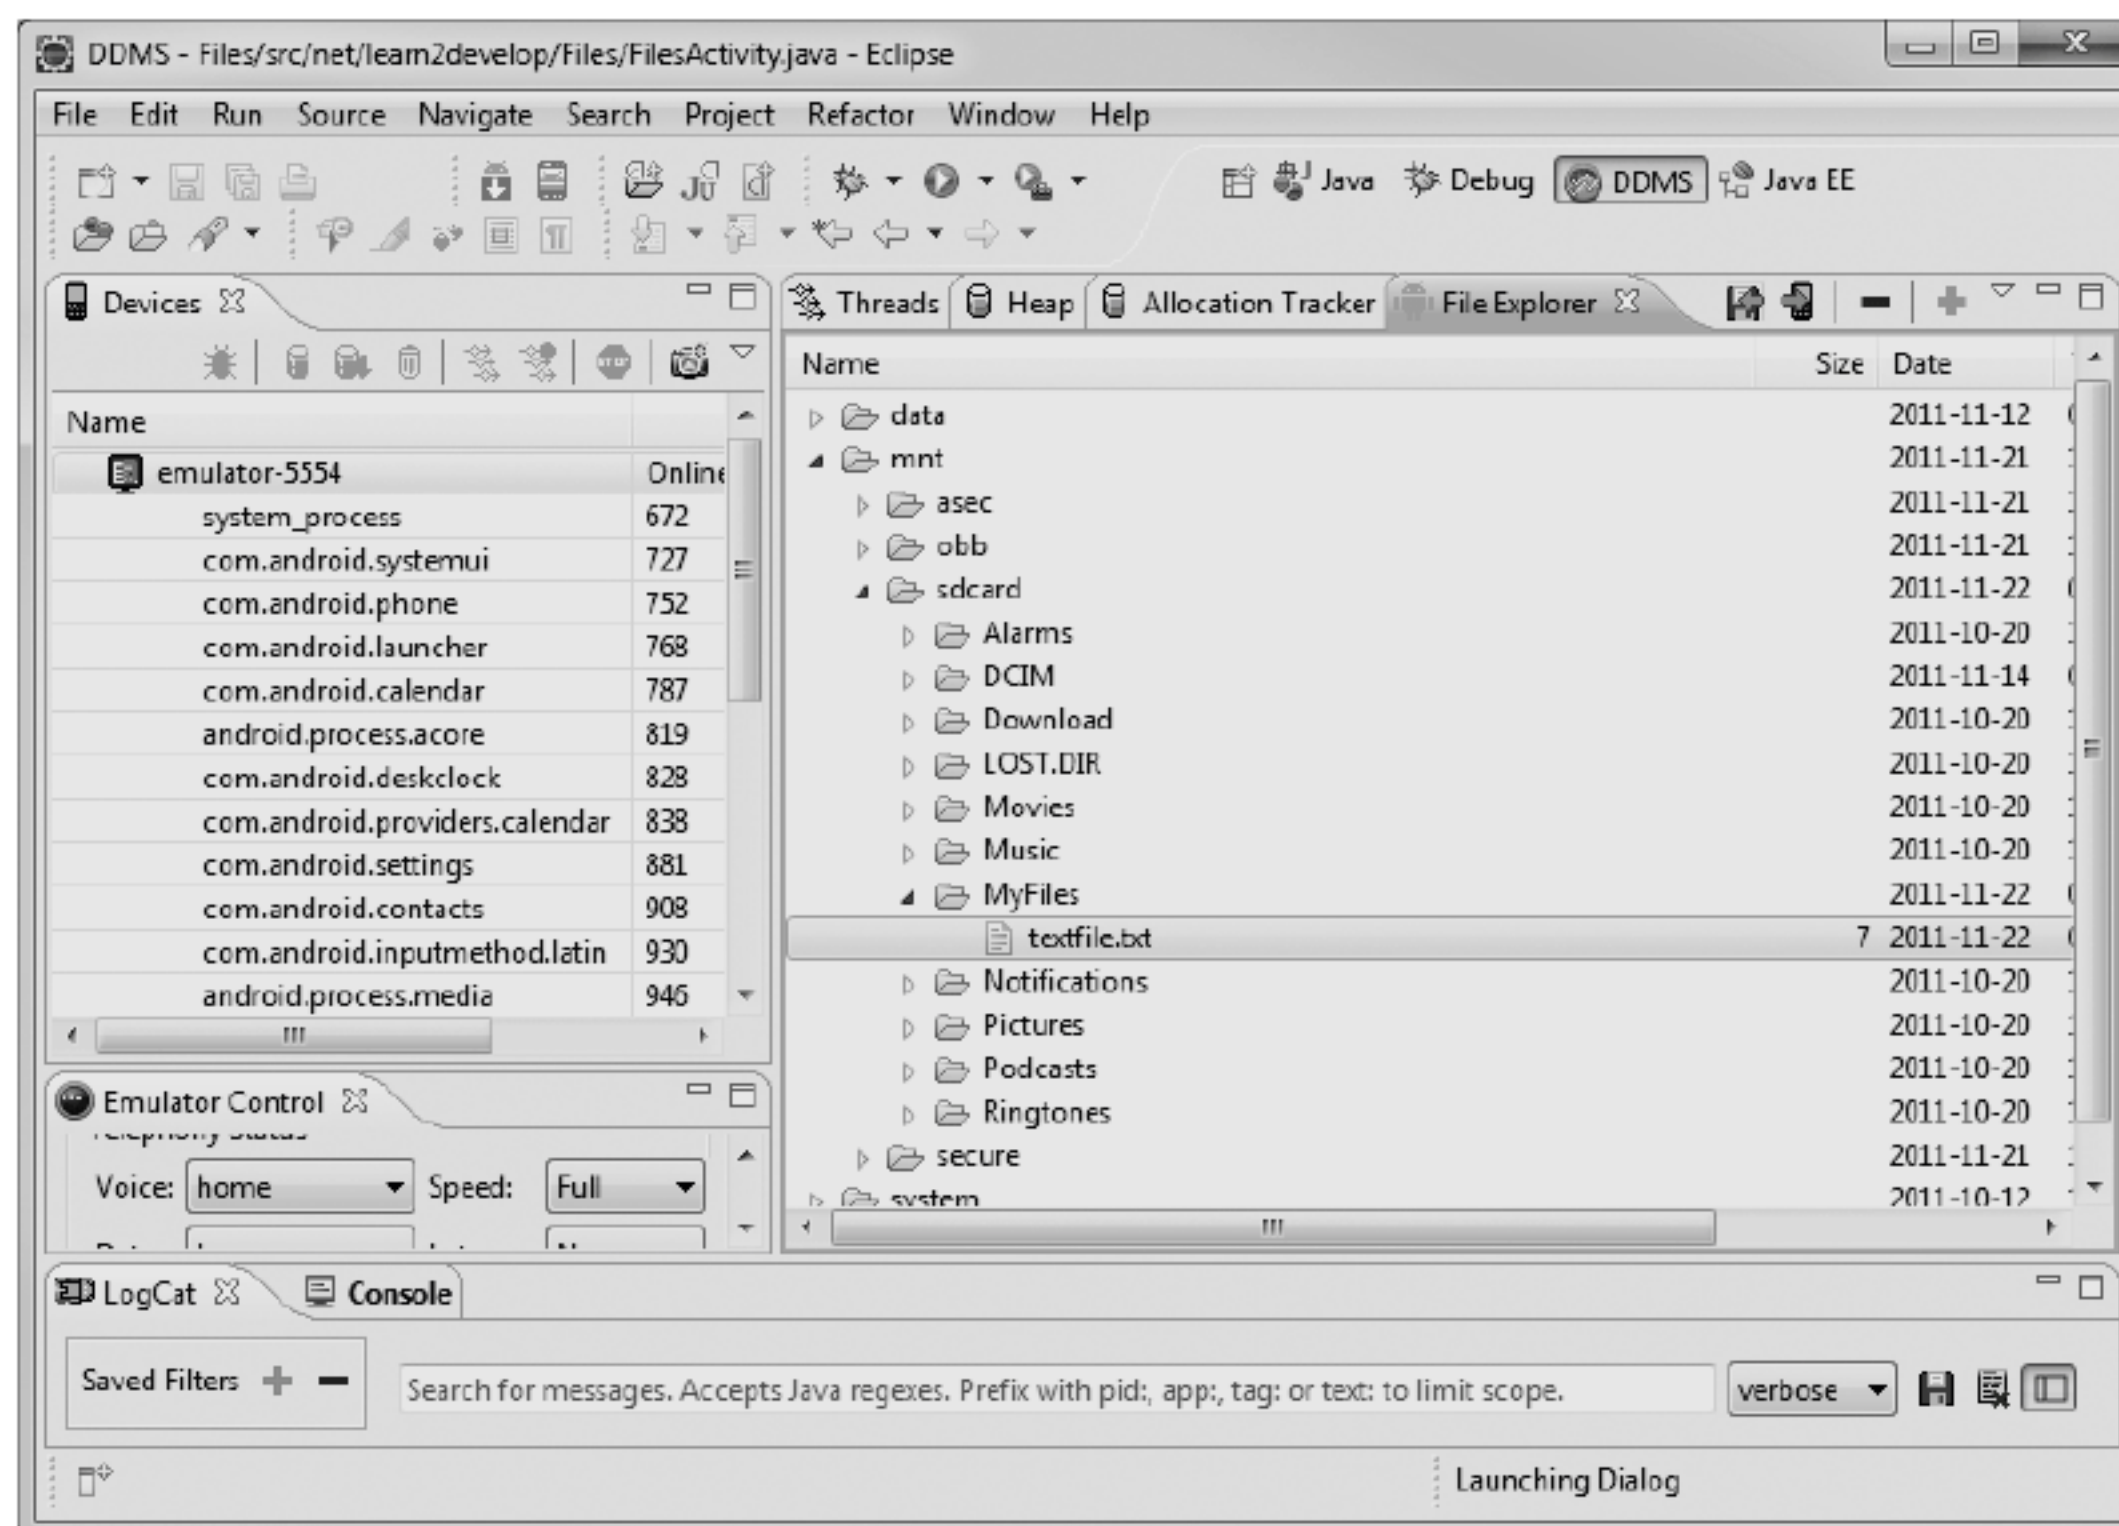 DDMS - Files/src/net/learn2develop/Files/FilesActivity.java - Eclipse
File Edit Run Source Navigate Search Project Refactor Window Help
Java Debug DDMS Java EE
Devices
Name
emulator-5554 Online
system_process 672
com.android.systemui 727
com.android.phone 752
com.android.launcher 768
com.android.calendar 787
android.process.acore 819
com.android.deskclock 828
com.android.providers.calendar 838
com.android.settings 881
com.android.contacts 908
com.android.inputmethod.latin 930
android.process.media 946
Emulator Control
Telephony Status
Voice: home Speed: Full
Threads Heap Allocation Tracker File Explorer
Name Size Date
data 2011-11-12
mnt 2011-11-21
asec 2011-11-21
obb 2011-11-21
sdcard 2011-11-22
Alarms 2011-10-20
DCIM 2011-11-14
Download 2011-10-20
LOST.DIR 2011-10-20
Movies 2011-10-20
Music 2011-10-20
MyFiles 2011-11-22
textfile.txt 7 2011-11-22
Notifications 2011-10-20
Pictures 2011-10-20
Podcasts 2011-10-20
Ringtones 2011-10-20
secure 2011-11-21
system 2011-10-12
LogCat Console
Saved Filters
Search for messages. Accepts Java regexes. Prefix with pid:, app:, tag: or text: to limit scope.
verbose
Launching Dialog